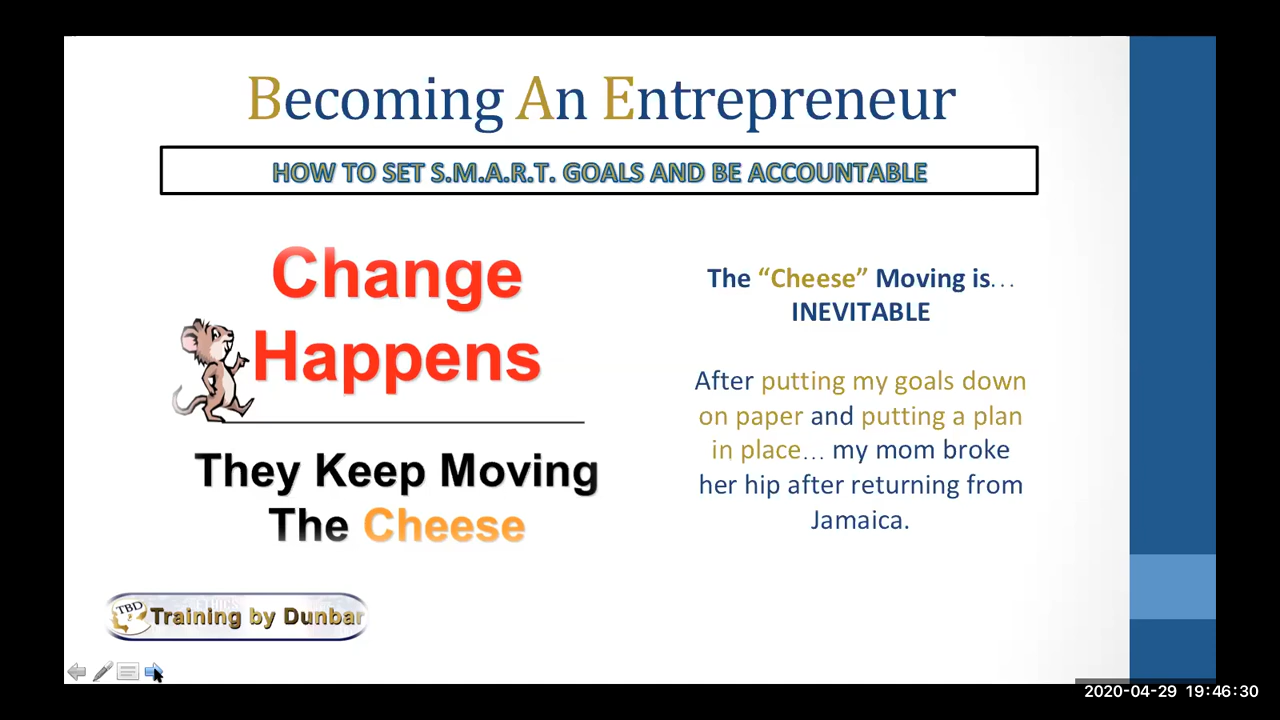 Becoming An Entrepreneur
HOW TO SET S.M.A.R.T. GOALS AND BE ACCOUNTABLE
Change
Happens
They Keep Moving
The Cheese
The “Cheese” Moving is...
INEVITABLE
After putting my goals down
on paper and putting a plan
in place... my mom broke
her hip after returning from
Jamaica.
TBD
Training by Dunbar
2020-04-29 19:46:30